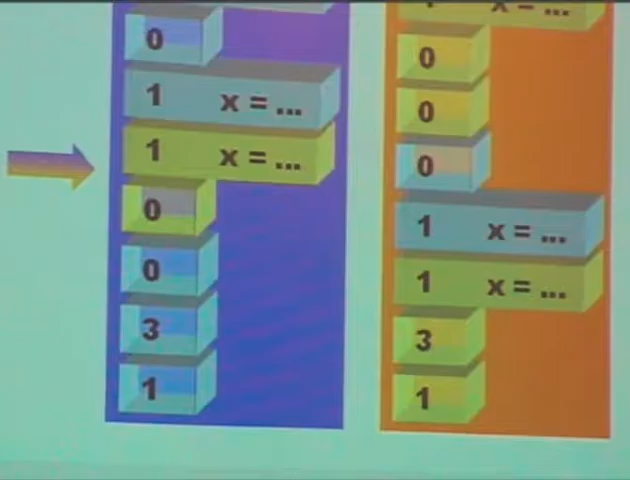 0
1 x = ...
1 x = ...
0
0
3
1
x = ...
0
0
0
1 x = ...
1 x = ...
3
1